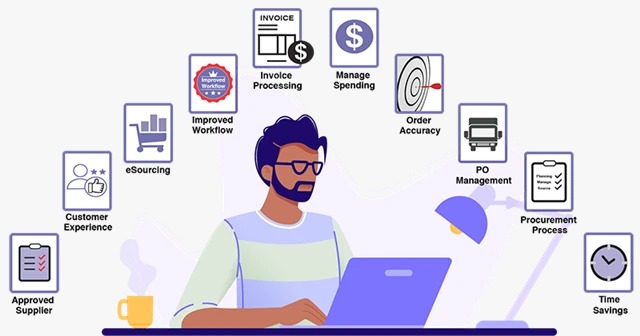 INVOICE
$
$
Invoice
Processing
Manage
Spending
Improved
Workflow
Improved
Workflow
Order
Accuracy
eSourcing
PO
Management
Customer
Experience
Planning
Manage
Source
Procurement
Process
Approved
Supplier
Time
Savings